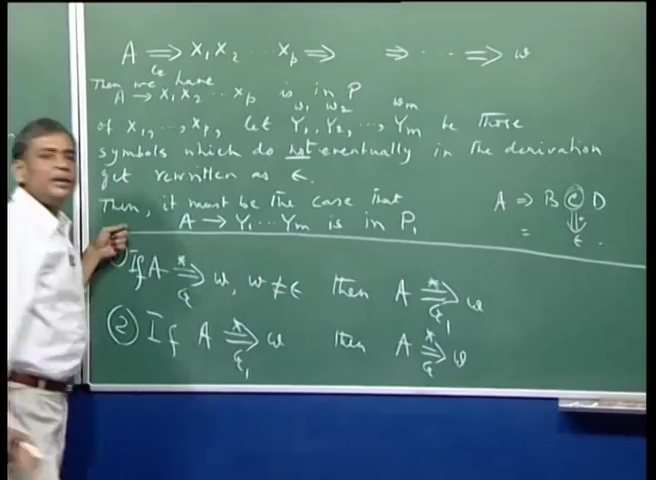 A ⟹ X₁X₂ ⋯ Xₚ ⟹ ⟹ ⋯ ⟹ w
Then we have
A → X₁X₂ ⋯ Xₚ is in P
w₁ w₂ wₘ
of X₁, ⋯, Xₚ, let Y₁, Y₂, ⋯, Yₘ be those
symbols which do not eventually in the derivation
get rewritten as ε.
Then, it must be the case that
A → Y₁ ⋯ Yₘ is in P₁
A ⇒ B C D
= ε.
① If A *⟹G w, w ≠ ε then A *⟹G₁ w
② If A *⟹G₁ w then A *⟹G w